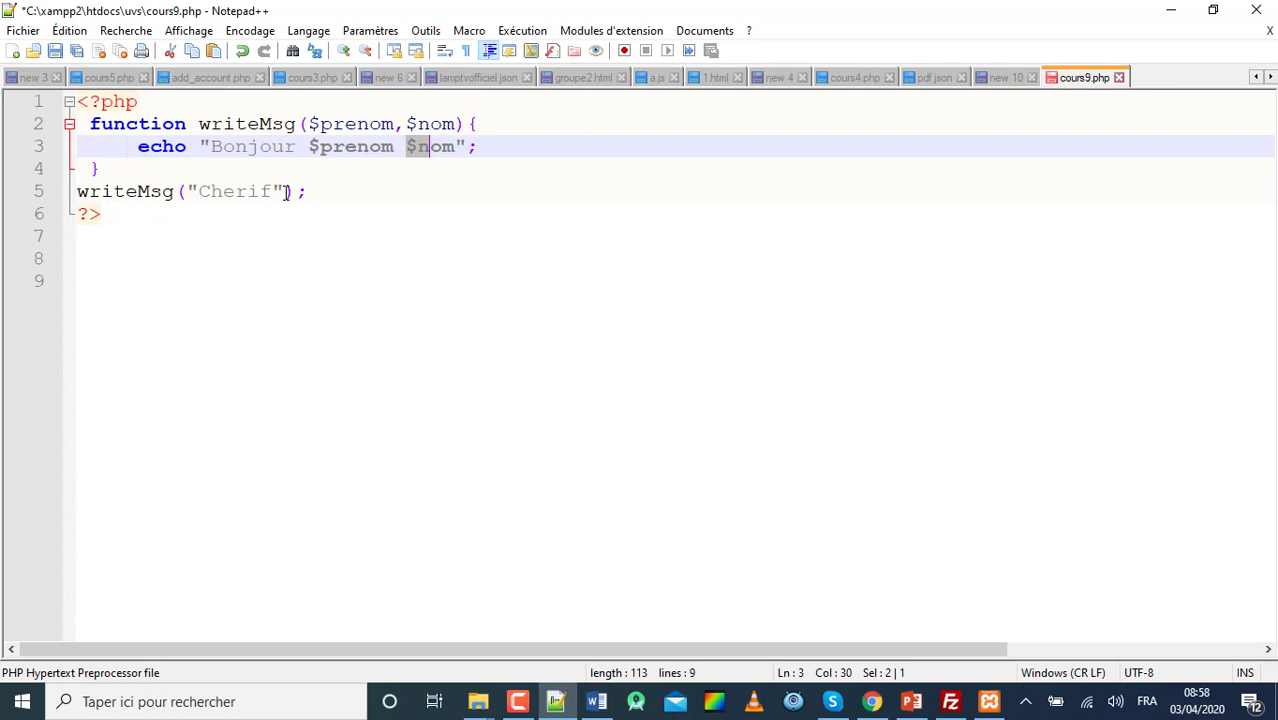 *C:\xampp2\htdocs\uvs\cours9.php - Notepad++
Fichier Édition Recherche Affichage Encodage Langage Paramètres Outils Macro Exécution Modules d'extension Documents ? X
new 3 cours5.php add_account.php cours3.php new 6 lamptvofficiel.json groupe2.html a.js 1.html new 4 cours4.php pdf.json new 10 cours9.php
1 <?php
2 function writeMsg($prenom,$nom){
3 echo "Bonjour $prenom $nom";
4 }
5 writeMsg("Cherif");
6 ?>
7
8
9
PHP Hypertext Preprocessor file length : 113 lines : 9 Ln : 3 Col : 30 Sel : 2 | 1 Windows (CR LF) UTF-8 INS
Taper ici pour rechercher FRA 08:58 03/04/2020 12